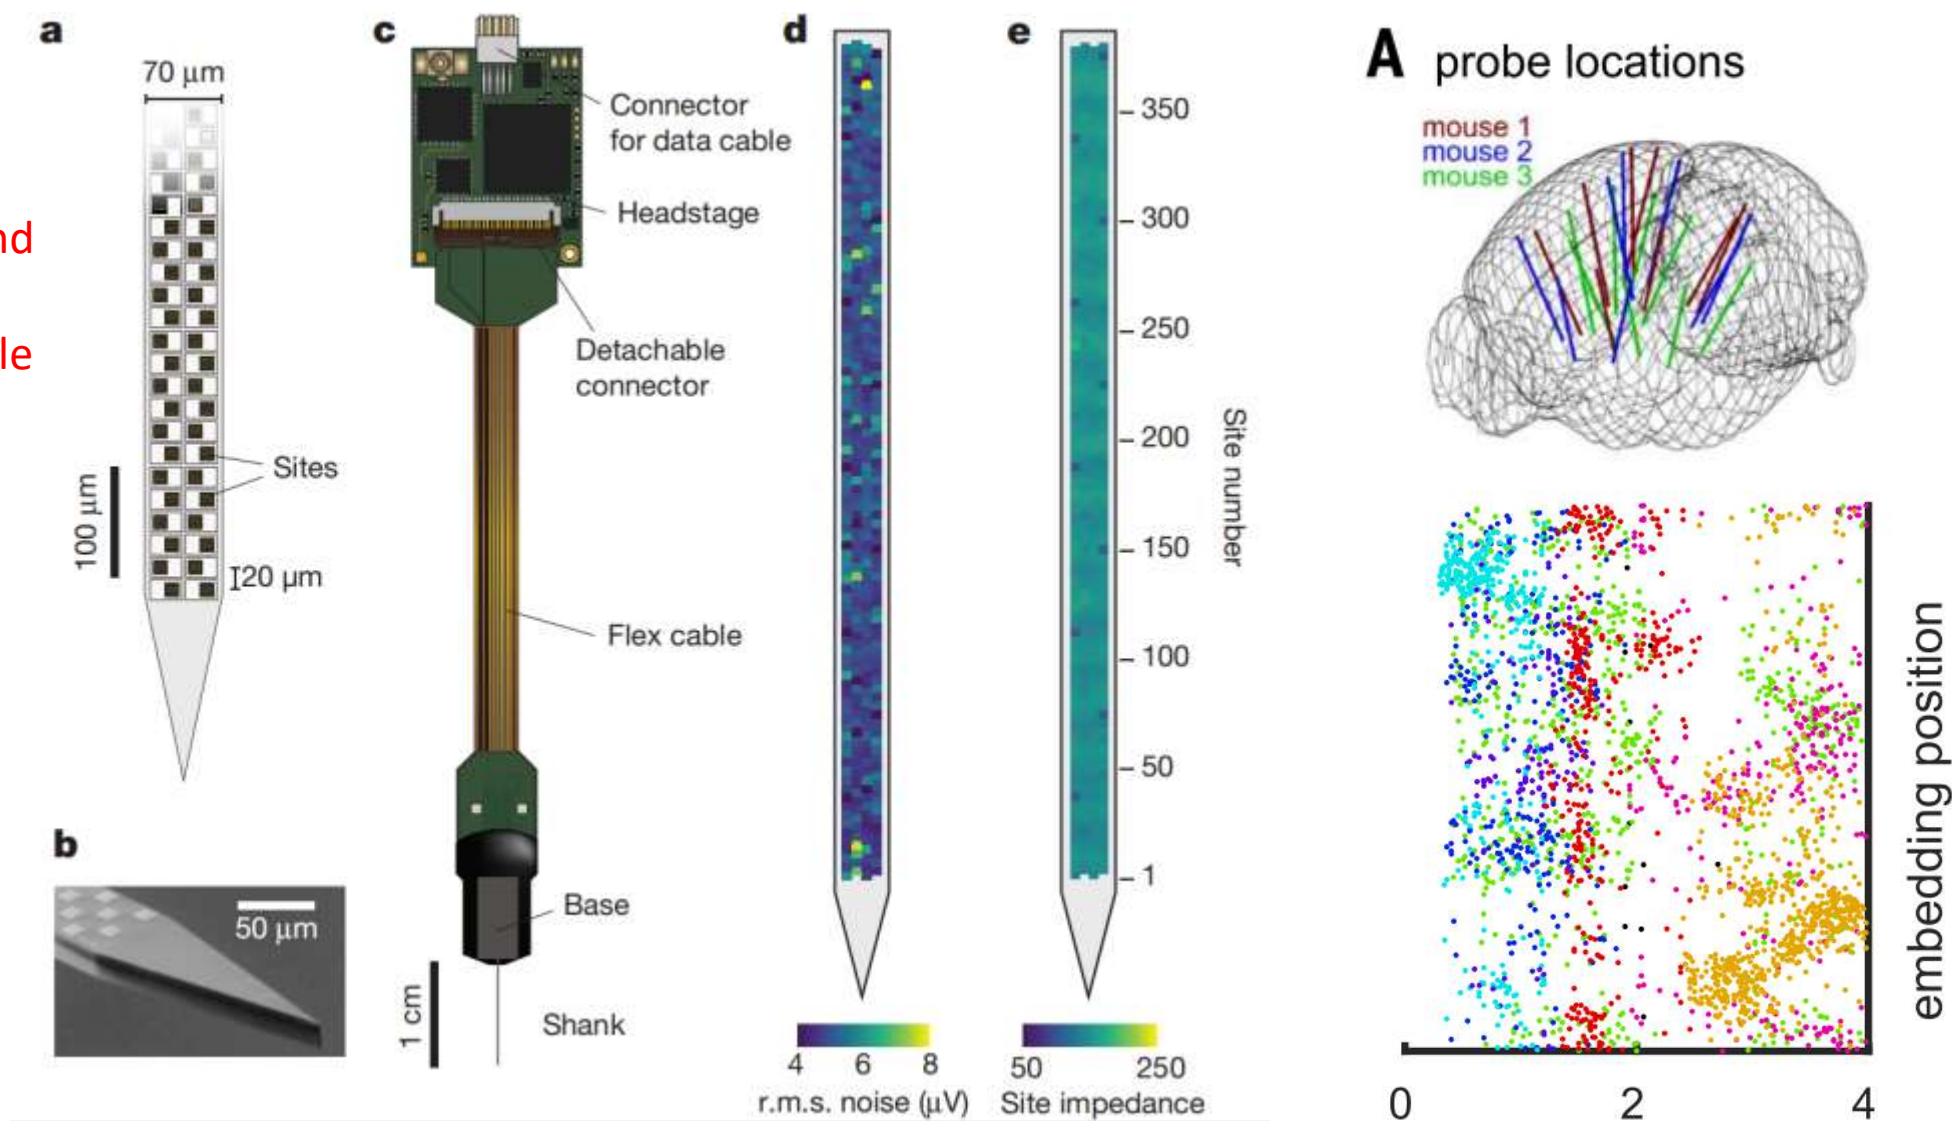 a
70 µm
100 µm
Sites
20 µm
b
50 µm
c
Connector
for data cable
Headstage
Detachable
connector
Flex cable
Base
1 cm
Shank
d
4 6 8
r.m.s. noise (µV)
e
350
300
250
200
150
100
50
1
Site number
50 250
Site impedance
A probe locations
mouse 1
mouse 2
mouse 3
embedding position
0 2 4